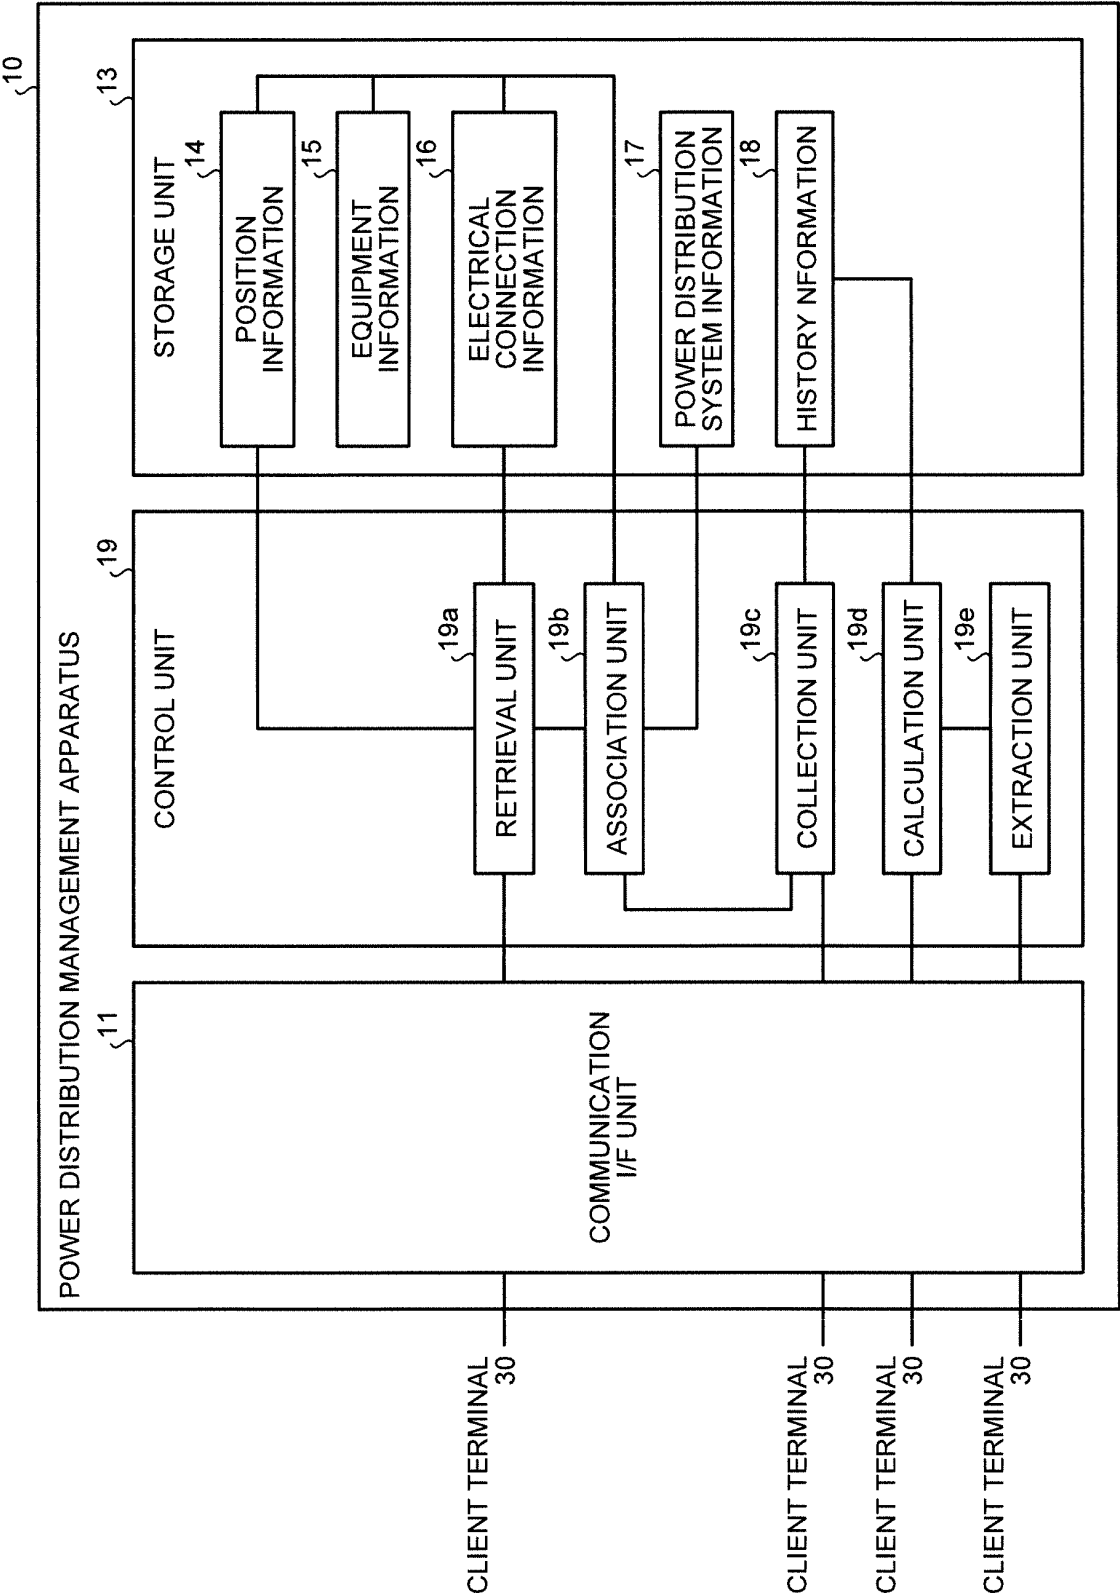 10
POWER DISTRIBUTION MANAGEMENT APPARATUS
11
COMMUNICATION
I/F UNIT
19
CONTROL UNIT
19a
RETRIEVAL UNIT
19b
ASSOCIATION UNIT
19c
COLLECTION UNIT
19d
CALCULATION UNIT
19e
EXTRACTION UNIT
13
STORAGE UNIT
14
POSITION
INFORMATION
15
EQUIPMENT
INFORMATION
16
ELECTRICAL
CONNECTION
INFORMATION
17
POWER DISTRIBUTION
SYSTEM INFORMATION
18
HISTORY NFORMATION
CLIENT TERMINAL
30
CLIENT TERMINAL
30
CLIENT TERMINAL
30
CLIENT TERMINAL
30